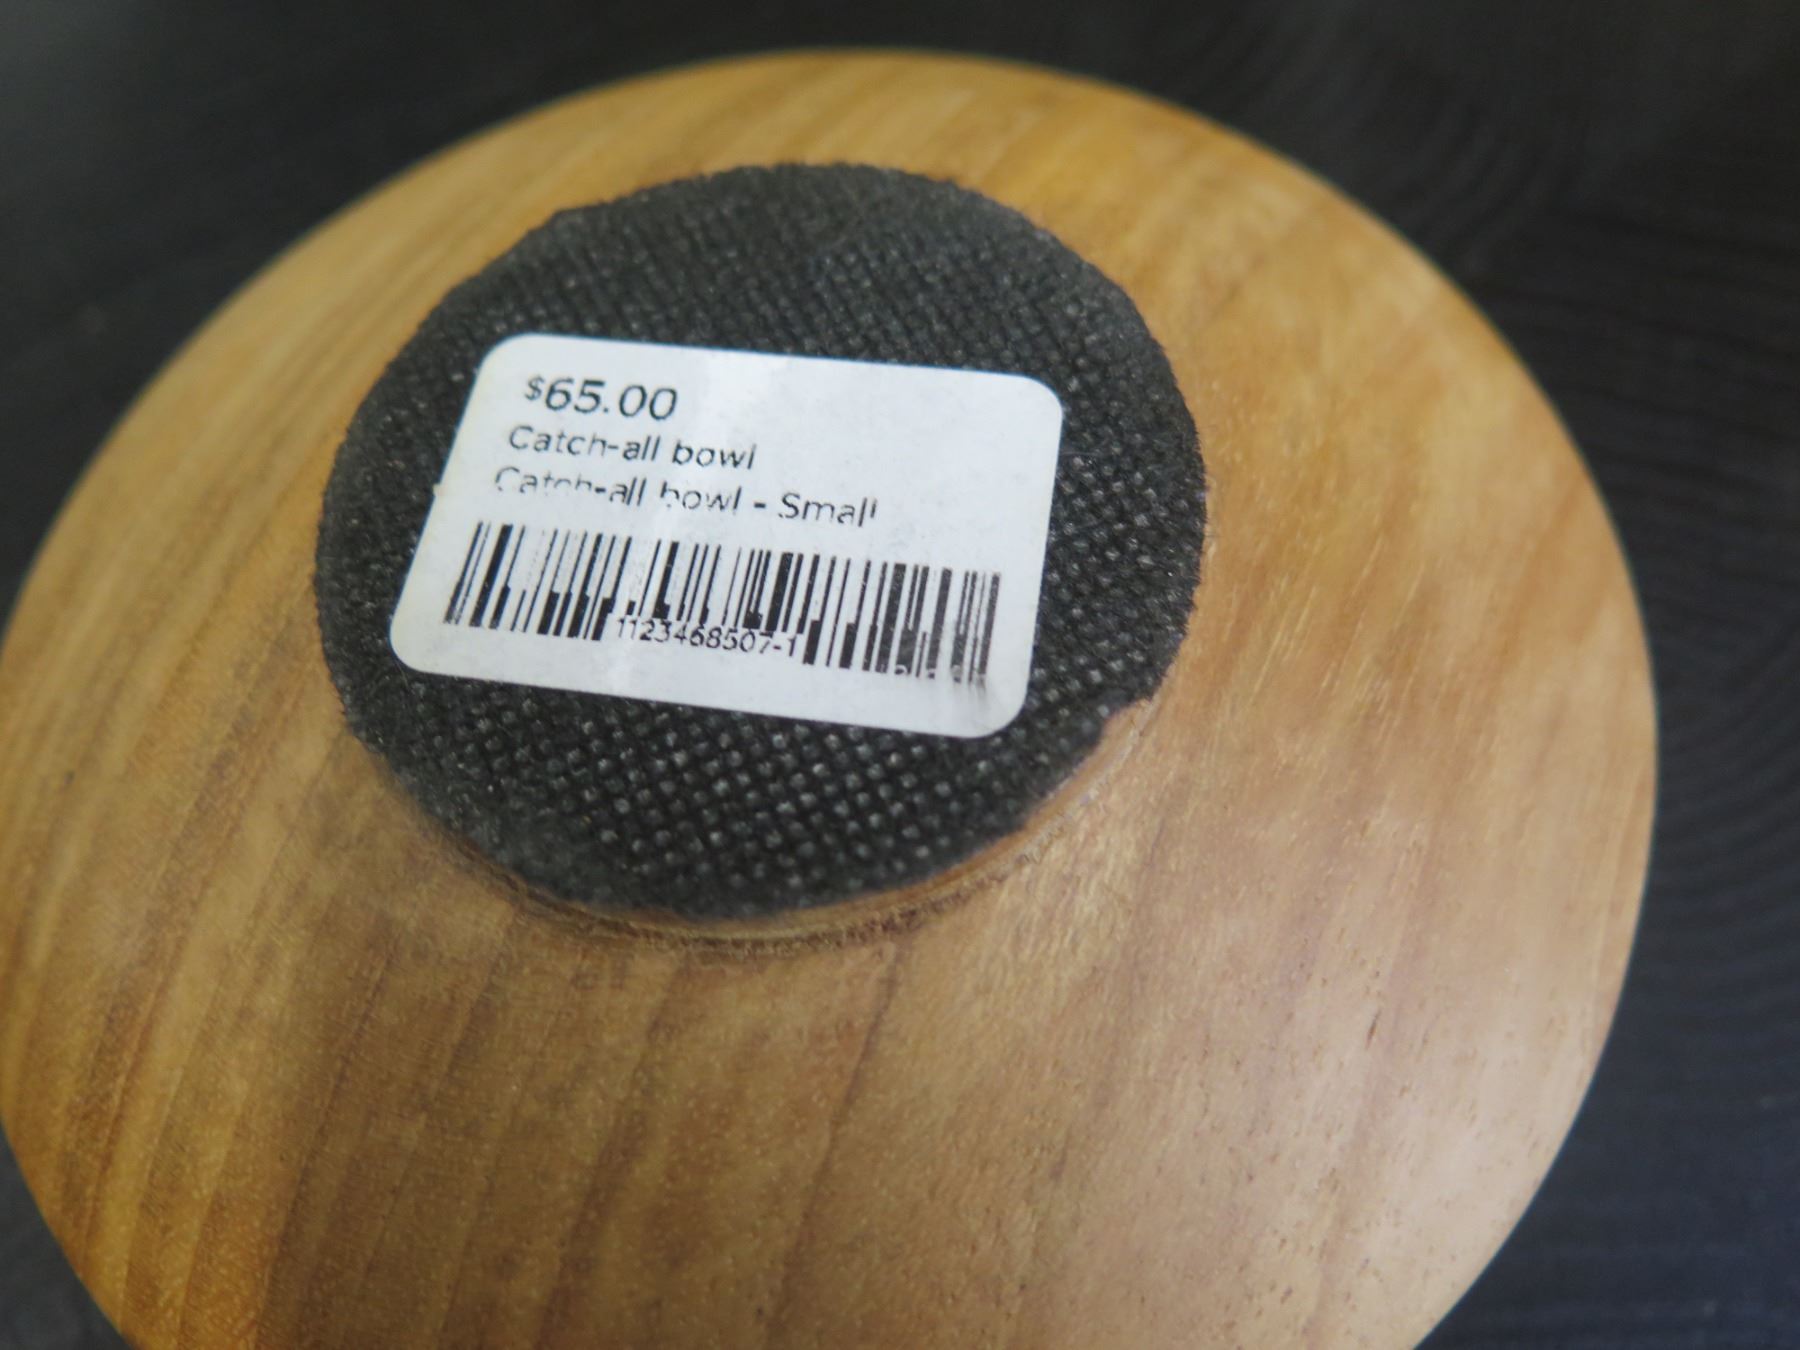 $65.00
Catch-all bowl
Catch-all bowl - Small
1123468507-1